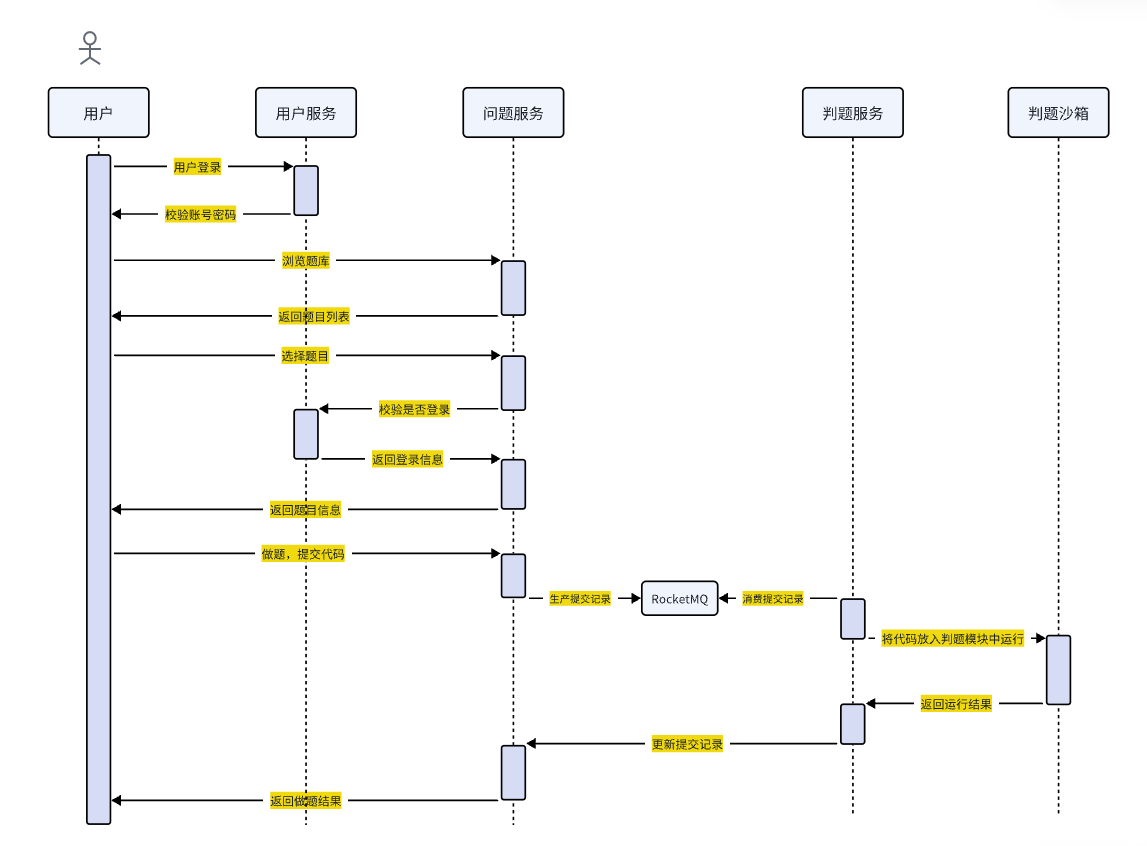 用户
用户服务
问题服务
判题服务
判题沙箱
用户登录
校验账号密码
浏览题库
返回题目列表
选择题目
校验是否登录
返回登录信息
返回题目信息
做题，提交代码
生产提交记录
RocketMQ
消费提交记录
将代码放入判题模块中运行
返回运行结果
更新提交记录
返回做题结果